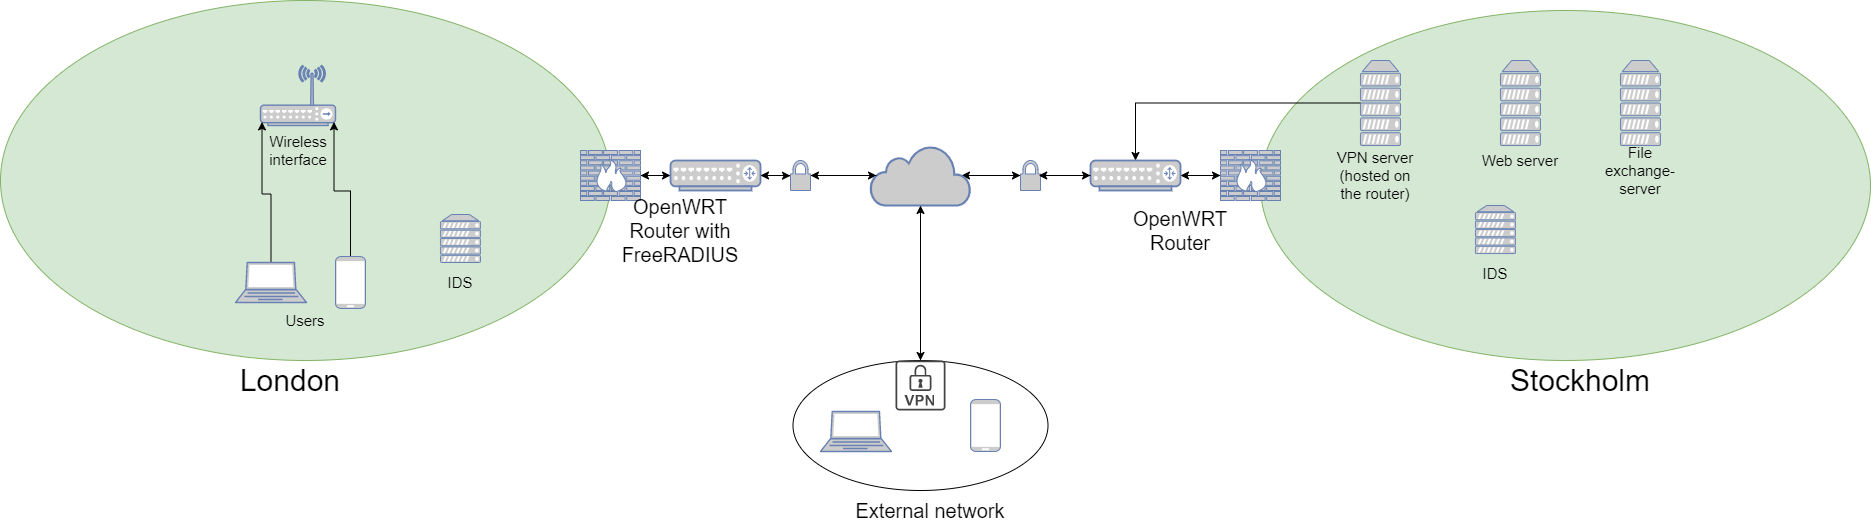 Wireless
interface
Users
IDS
London
OpenWRT
Router with
FreeRADIUS
VPN
External network
OpenWRT
Router
VPN server
(hosted on
the router)
Web server
File
exchange-
server
IDS
Stockholm